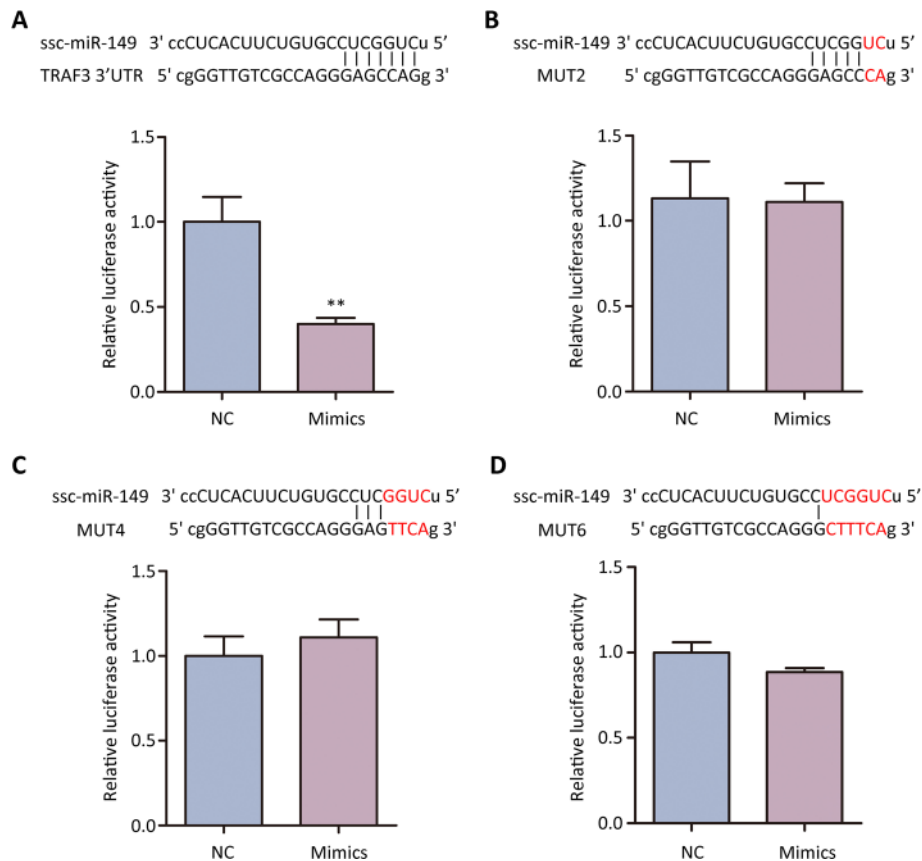 A
ssc-miR-149 3' ccCUCACUUCUGUGCCUCGGUCu 5'
TRAF3 3'UTR 5' cgGGTTGTCGCCAGGGAGCCAGg 3'
Relative luciferase activity
1.5
1.0
0.5
0.0
**
NC
Mimics
B
ssc-miR-149 3' ccCUCACUUCUGUGCCUCGGUCu 5'
MUT2 5' cgGGTTGTCGCCAGGGAGCCCAg 3'
Relative luciferase activity
1.5
1.0
0.5
0.0
NC
Mimics
C
ssc-miR-149 3' ccCUCACUUCUGUGCCUCGGUCu 5'
MUT4 5' cgGGTTGTCGCCAGGGAGTTCAg 3'
Relative luciferase activity
1.5
1.0
0.5
0.0
NC
Mimics
D
ssc-miR-149 3' ccCUCACUUCUGUGCCUCGGUCu 5'
MUT6 5' cgGGTTGTCGCCAGGGCTTTCAg 3'
Relative luciferase activity
1.5
1.0
0.5
0.0
NC
Mimics